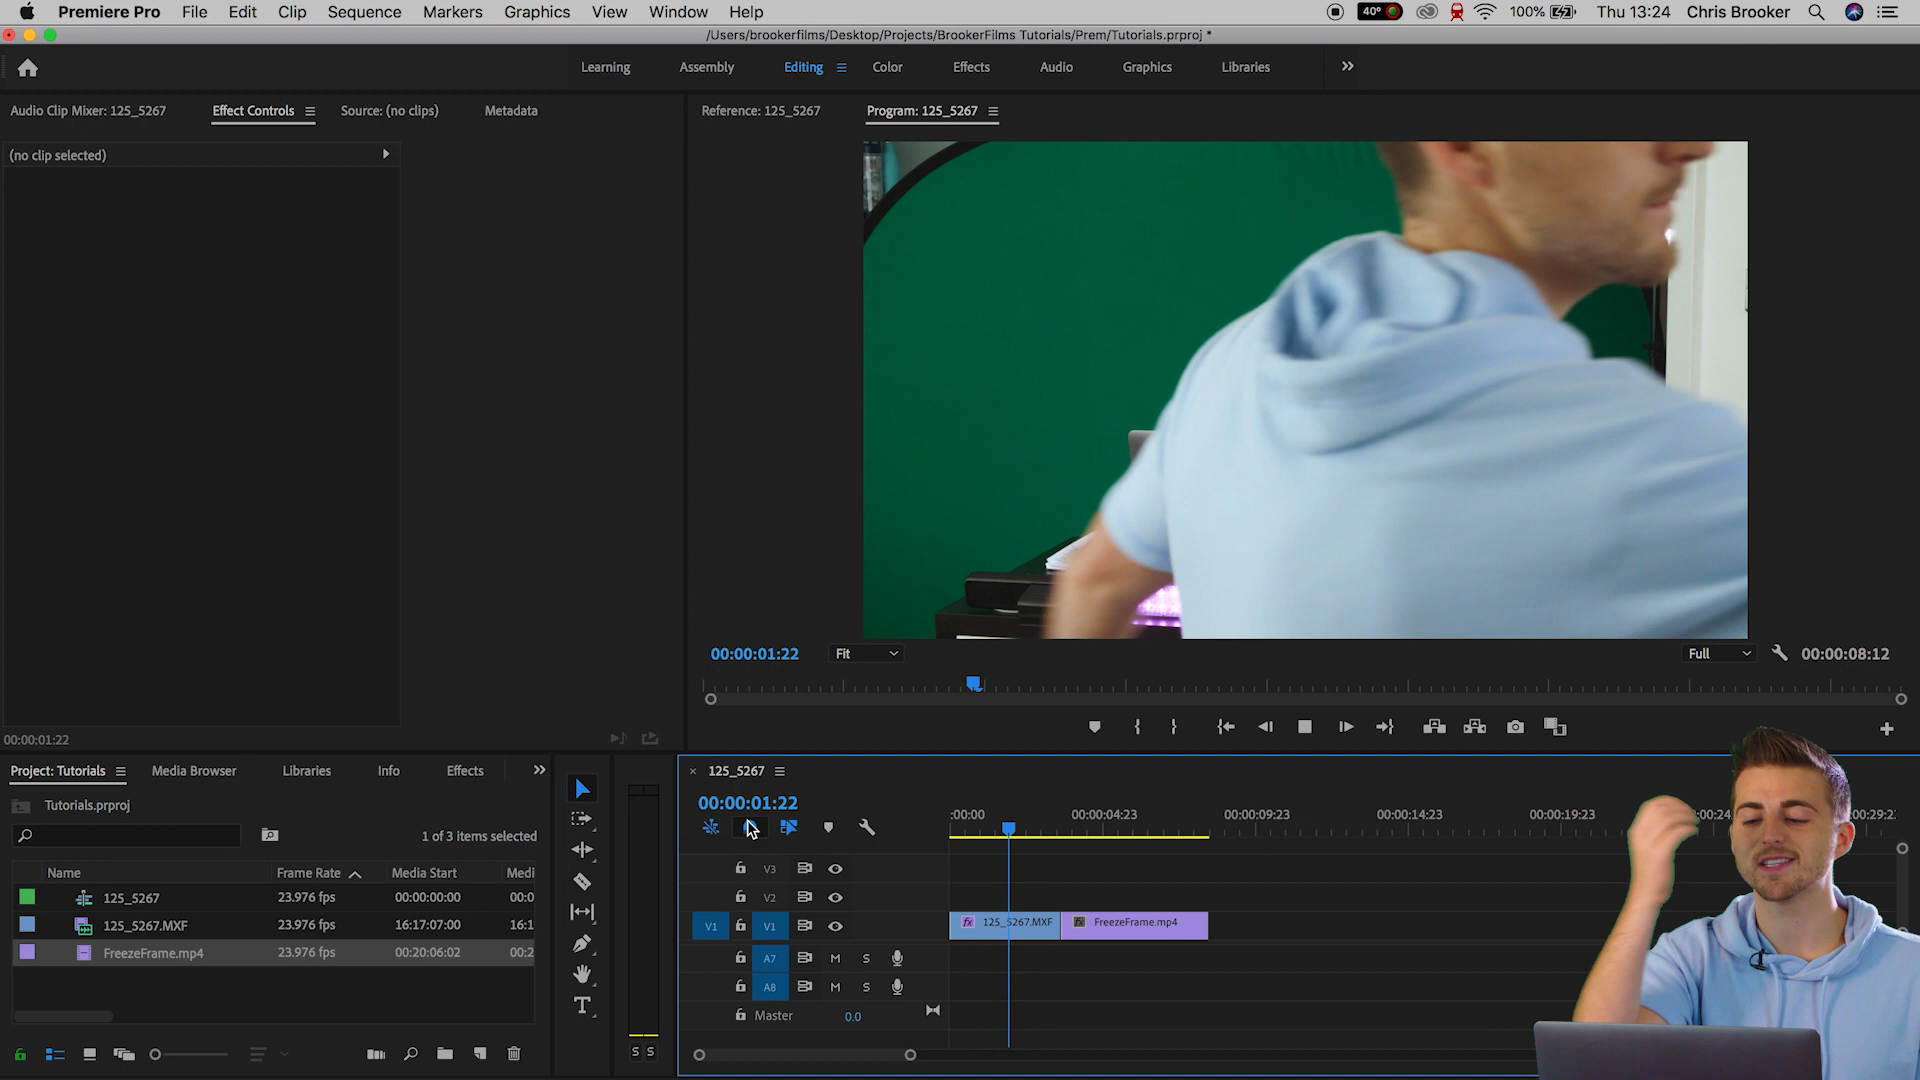 Premiere Pro File Edit Clip Sequence Markers Graphics View Window Help 40° 100% Thu 13:24 Chris Brooker
/Users/brookerfilms/Desktop/Projects/BrookerFilms Tutorials/Prem/Tutorials.prproj *
Learning Assembly Editing Color Effects Audio Graphics Libraries
Audio Clip Mixer: 125_5267 Effect Controls Source: (no clips) Metadata
Reference: 125_5267 Program: 125_5267
(no clip selected)
00:00:01:22 Fit Full 00:00:08:12
00:00:01:22
Project: Tutorials Media Browser Libraries Info Effects
Tutorials.prproj
1 of 3 items selected
Name Frame Rate Media Start Medi
125_5267 23.976 fps 00:00:00:00 00:0
125_5267.MXF 23.976 fps 16:17:07:00 16:1
FreezeFrame.mp4 23.976 fps 00:20:06:02 00:2
T
S S
125_5267
00:00:01:22
:00:00 00:00:04:23 00:00:09:23 00:00:14:23 00:00:19:23 00:24 00:29:2
V3
V2
V1 V1 fx 125_5267.MXF fx FreezeFrame.mp4
A7 M S
A8 M S
Master 0.0